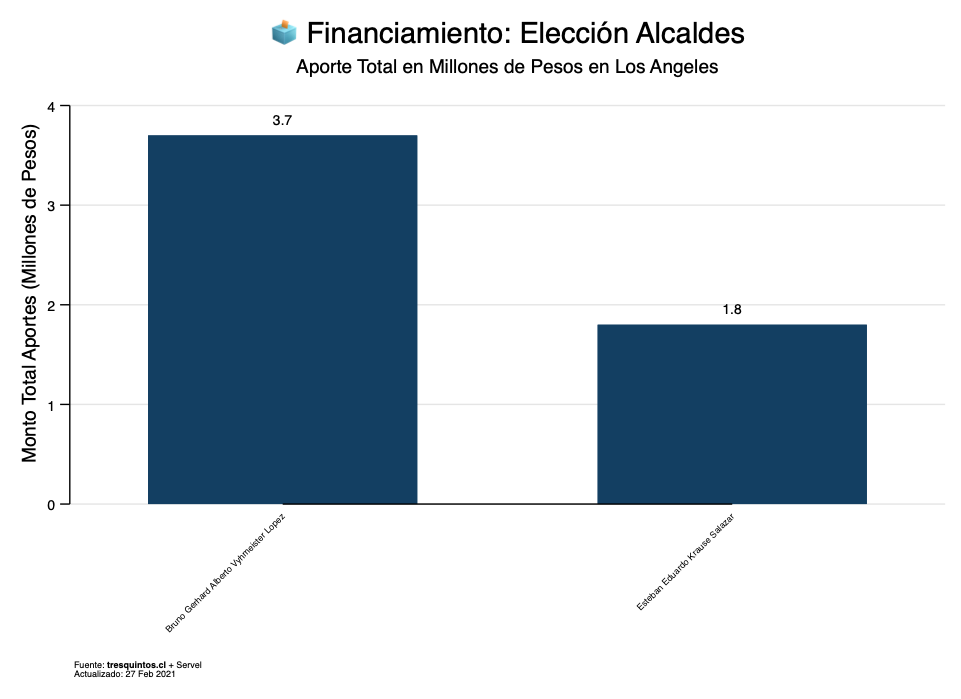 Financiamiento: Elección Alcaldes
Aporte Total en Millones de Pesos en Los Angeles
Monto Total Aportes (Millones de Pesos)
4
3
2
1
0
3.7
1.8
Bruno Gerhard Alberto Vyhmeister Lopez
Esteban Eduardo Krause Salazar
Fuente: tresquintos.cl + Servel
Actualizado: 27 Feb 2021